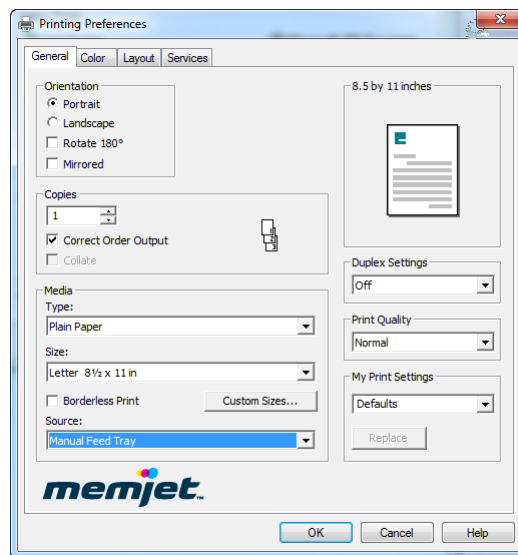 Printing Preferences
General Color Layout Services
Orientation
Portrait
Landscape
Rotate 180°
Mirrored
8.5 by 11 inches
Copies
1
Correct Order Output
Collate
Duplex Settings
Off
Media
Type:
Plain Paper
Size:
Letter 8½ x 11 in
Borderless Print
Custom Sizes...
Source:
Manual Feed Tray
Print Quality
Normal
My Print Settings
Defaults
Replace
memjet
OK Cancel Help